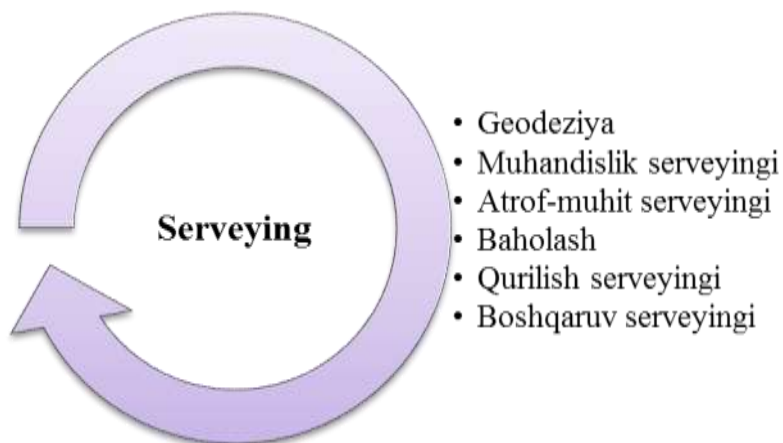 Serveying
• Geodeziya
• Muhandislik serveyingi
• Atrof-muhit serveyingi
• Baholash
• Qurilish serveyingi
• Boshqaruv serveyingi